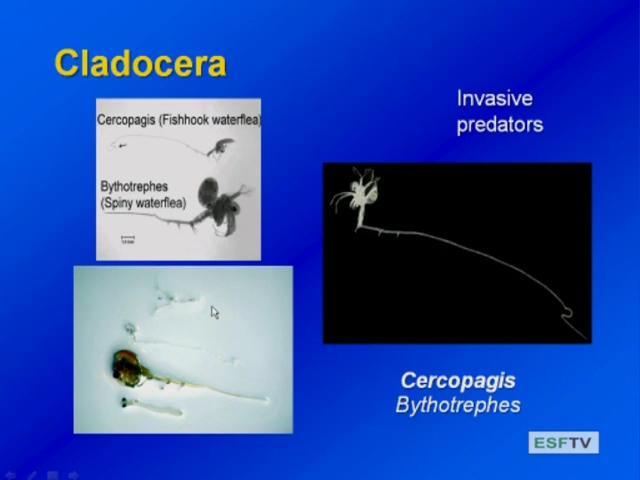 Cladocera
Invasive
predators
Cercopagis (Fishhook waterflea)
Bythotrephes
(Spiny waterflea)
Cercopagis
Bythotrephes
ESFTV